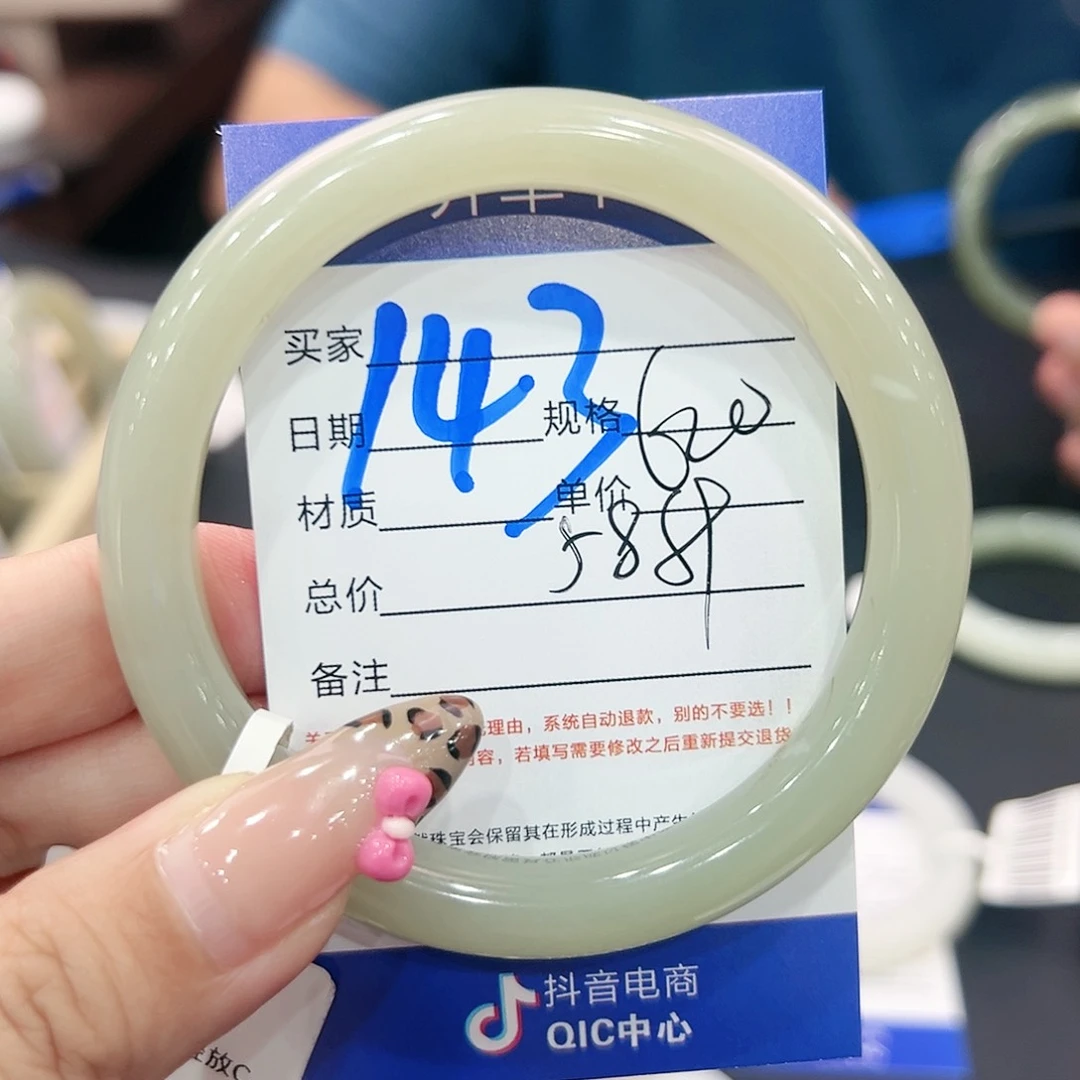 143
买家
日期 规格 620
材质 单价
588
总价
备注
理由，系统自动退款，别的不要选！！
内容，若填写需要修改之后重新提交退货
珠宝会保留其在形成过程中产生
抖音电商
QIC中心
放C